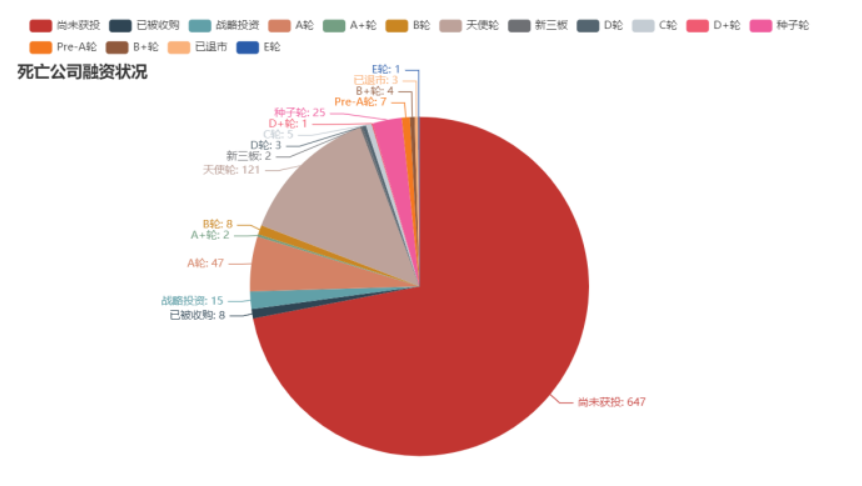 尚未获投 已被收购 战略投资 A轮 A+轮 B轮 天使轮 新三板 D轮 C轮 D+轮 种子轮
Pre-A轮 B+轮 已退市 E轮
死亡公司融资状况
E轮: 1
已退市: 3
B+轮: 4
Pre-A轮: 7
种子轮: 25
D+轮: 1
C轮: 5
D轮: 3
新三板: 2
天使轮: 121
B轮: 8
A+轮: 2
A轮: 47
战略投资: 15
已被收购: 8
尚未获投: 647